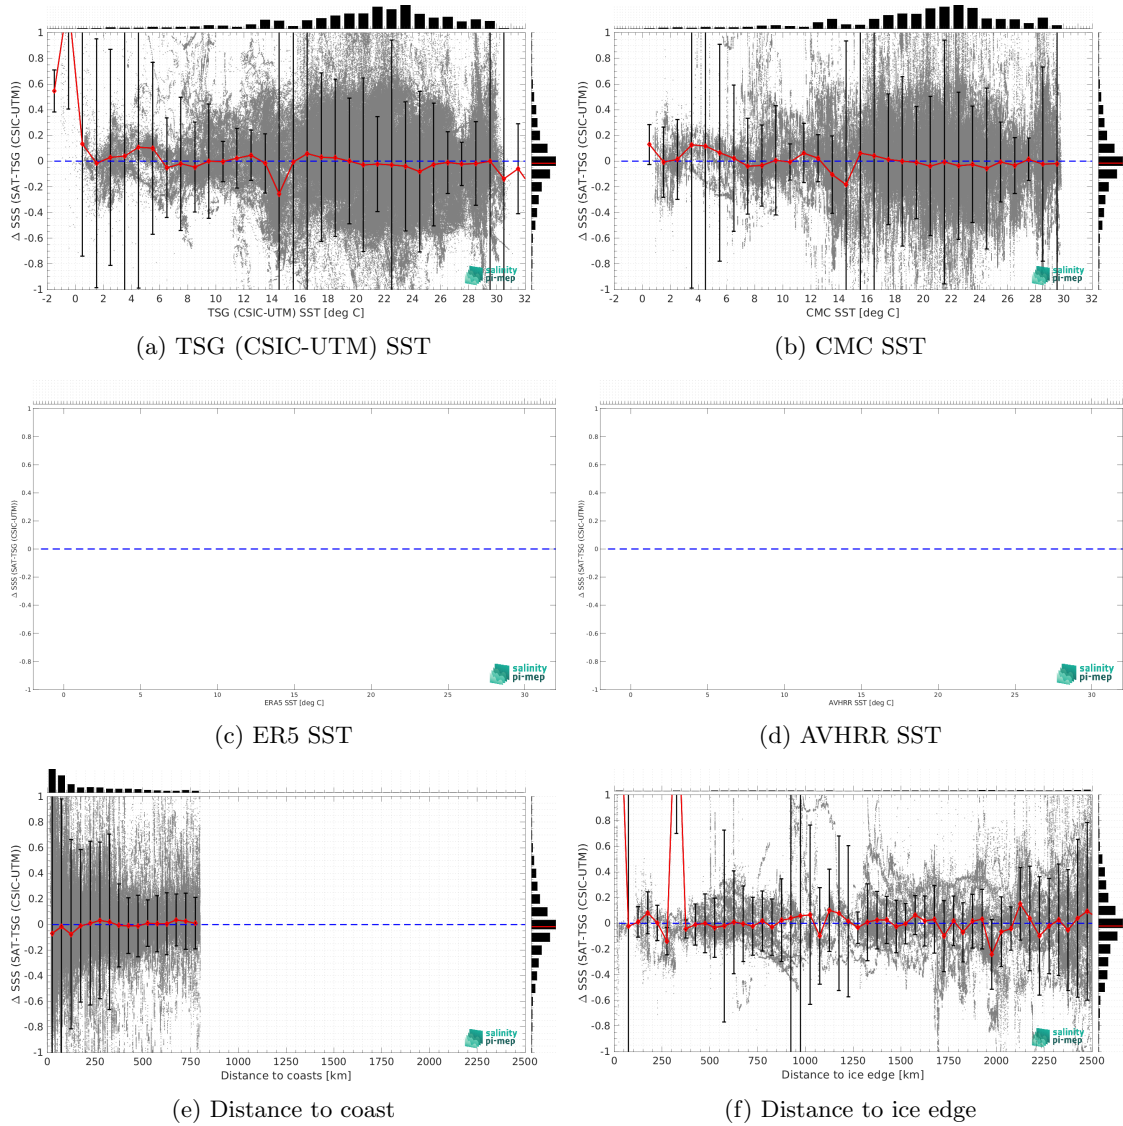 1
0.8
0.6
0.4
0.2
0
-0.2
-0.4
-0.6
-0.8
-1
Δ SSS (SAT-TSG (CSIC-UTM))
-2 0 2 4 6 8 10 12 14 16 18 20 22 24 26 28 30 32
TSG (CSIC-UTM) SST [deg C]
salinity
pi-mep
(a) TSG (CSIC-UTM) SST
1
0.8
0.6
0.4
0.2
0
-0.2
-0.4
-0.6
-0.8
-1
Δ SSS (SAT-TSG (CSIC-UTM))
-2 0 2 4 6 8 10 12 14 16 18 20 22 24 26 28 30 32
CMC SST [deg C]
salinity
pi-mep
(b) CMC SST
1
0.8
0.6
0.4
0.2
0
-0.2
-0.4
-0.6
-0.8
-1
Δ SSS (SAT-TSG (CSIC-UTM))
0 5 10 15 20 25 30
ERA5 SST [deg C]
salinity
pi-mep
(c) ER5 SST
1
0.8
0.6
0.4
0.2
0
-0.2
-0.4
-0.6
-0.8
-1
Δ SSS (SAT-TSG (CSIC-UTM))
0 5 10 15 20 25 30
AVHRR SST [deg C]
salinity
pi-mep
(d) AVHRR SST
1
0.8
0.6
0.4
0.2
0
-0.2
-0.4
-0.6
-0.8
-1
Δ SSS (SAT-TSG (CSIC-UTM))
0 250 500 750 1000 1250 1500 1750 2000 2250 2500
Distance to coasts [km]
salinity
pi-mep
(e) Distance to coast
1
0.8
0.6
0.4
0.2
0
-0.2
-0.4
-0.6
-0.8
-1
Δ SSS (SAT-TSG (CSIC-UTM))
0 250 500 750 1000 1250 1500 1750 2000 2250 2500
Distance to ice edge [km]
salinity
pi-mep
(f) Distance to ice edge